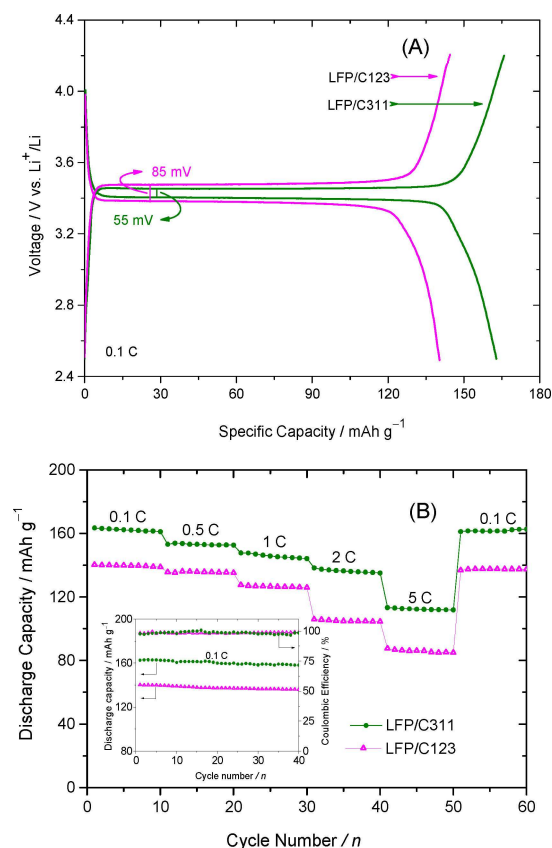 (A)
LFP/C123
LFP/C311
85 mV
55 mV
0.1 C
4.4
4.0
3.6
3.2
2.8
2.4
Voltage / V vs. Li⁺/Li
0 30 60 90 120 150 180
Specific Capacity / mAh g⁻¹
(B)
0.1 C 0.5 C 1 C 2 C 5 C 0.1 C
200
160
120
80
40
0
Discharge Capacity / mAh g⁻¹
210
180
150
120
80
Discharge capacity / mAh g⁻¹
0.1 C
100
75
50
25
0
Coulombic Efficiency / %
0 10 20 30 40
Cycle number / n
LFP/C311
LFP/C123
0 10 20 30 40 50 60
Cycle Number / n